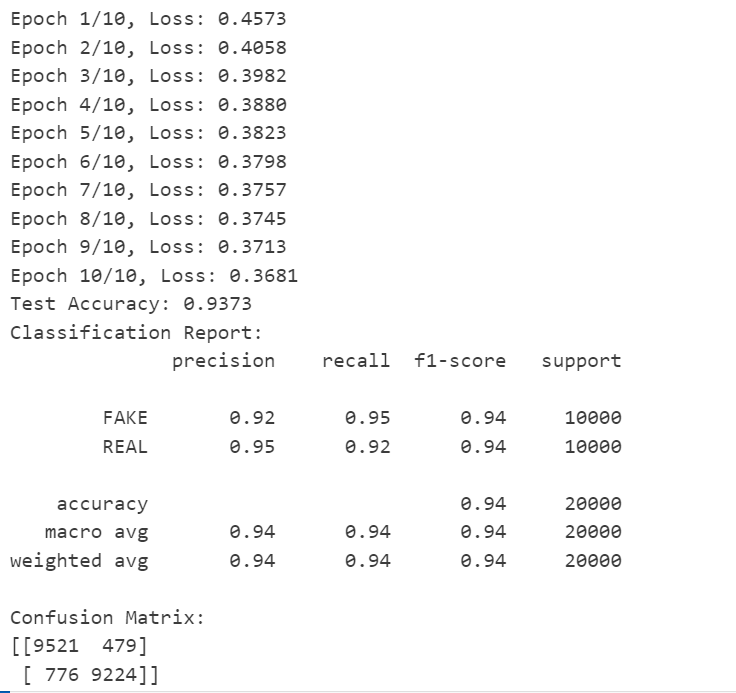 Epoch 1/10, Loss: 0.4573
Epoch 2/10, Loss: 0.4058
Epoch 3/10, Loss: 0.3982
Epoch 4/10, Loss: 0.3880
Epoch 5/10, Loss: 0.3823
Epoch 6/10, Loss: 0.3798
Epoch 7/10, Loss: 0.3757
Epoch 8/10, Loss: 0.3745
Epoch 9/10, Loss: 0.3713
Epoch 10/10, Loss: 0.3681
Test Accuracy: 0.9373
Classification Report:
              precision    recall  f1-score   support
        FAKE       0.92      0.95      0.94     10000
        REAL       0.95      0.92      0.94     10000
    accuracy                           0.94     20000
   macro avg       0.94      0.94      0.94     20000
weighted avg       0.94      0.94      0.94     20000
Confusion Matrix:
[[9521  479]
 [ 776 9224]]